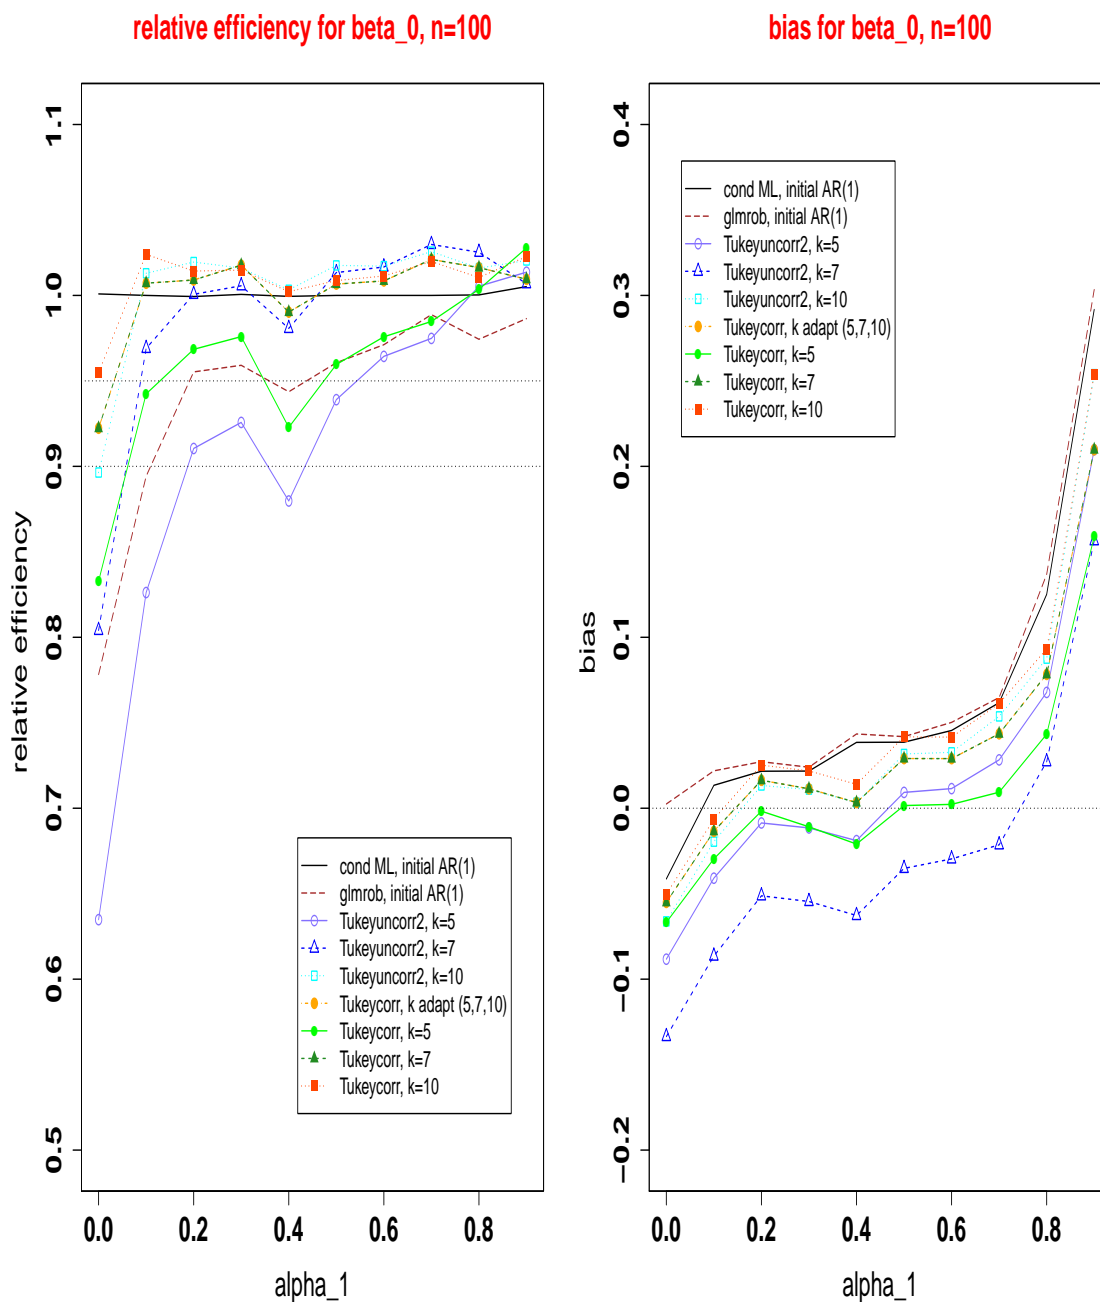 relative efficiency for beta_0, n=100
relative efficiency
1.1
1.0
0.9
0.8
0.7
0.6
0.5
cond ML, initial AR(1)
glmrob, initial AR(1)
Tukeyuncorr2, k=5
Tukeyuncorr2, k=7
Tukeyuncorr2, k=10
Tukeycorr, k adapt (5,7,10)
Tukeycorr, k=5
Tukeycorr, k=7
Tukeycorr, k=10
0.0 0.2 0.4 0.6 0.8
alpha_1
bias for beta_0, n=100
bias
0.4
0.3
0.2
0.1
0.0
−0.1
−0.2
cond ML, initial AR(1)
glmrob, initial AR(1)
Tukeyuncorr2, k=5
Tukeyuncorr2, k=7
Tukeyuncorr2, k=10
Tukeycorr, k adapt (5,7,10)
Tukeycorr, k=5
Tukeycorr, k=7
Tukeycorr, k=10
0.0 0.2 0.4 0.6 0.8
alpha_1